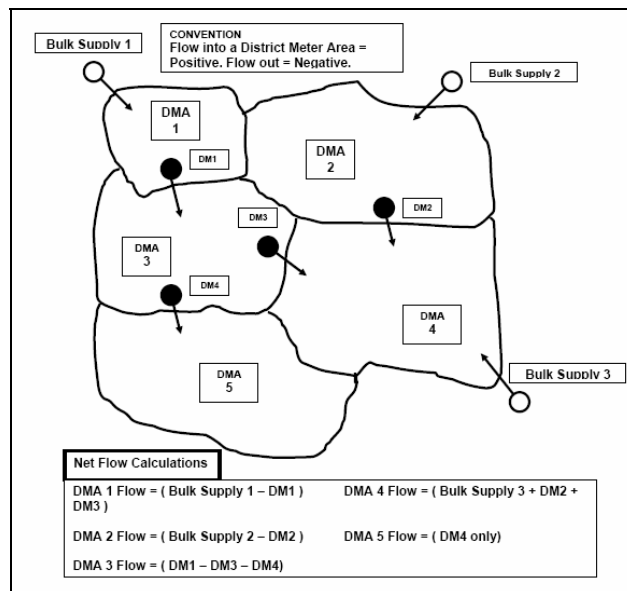 CONVENTION
Flow into a District Meter Area =
Positive. Flow out = Negative.
Bulk Supply 1
Bulk Supply 2
DMA
1
DM1
DMA
2
DM3
DM2
DMA
3
DM4
DMA
4
DMA
5
Bulk Supply 3
Net Flow Calculations
DMA 1 Flow = ( Bulk Supply 1 – DM1 ) DMA 4 Flow = ( Bulk Supply 3 + DM2 +
DM3 )
DMA 2 Flow = ( Bulk Supply 2 – DM2 ) DMA 5 Flow = ( DM4 only)
DMA 3 Flow = ( DM1 – DM3 – DM4)